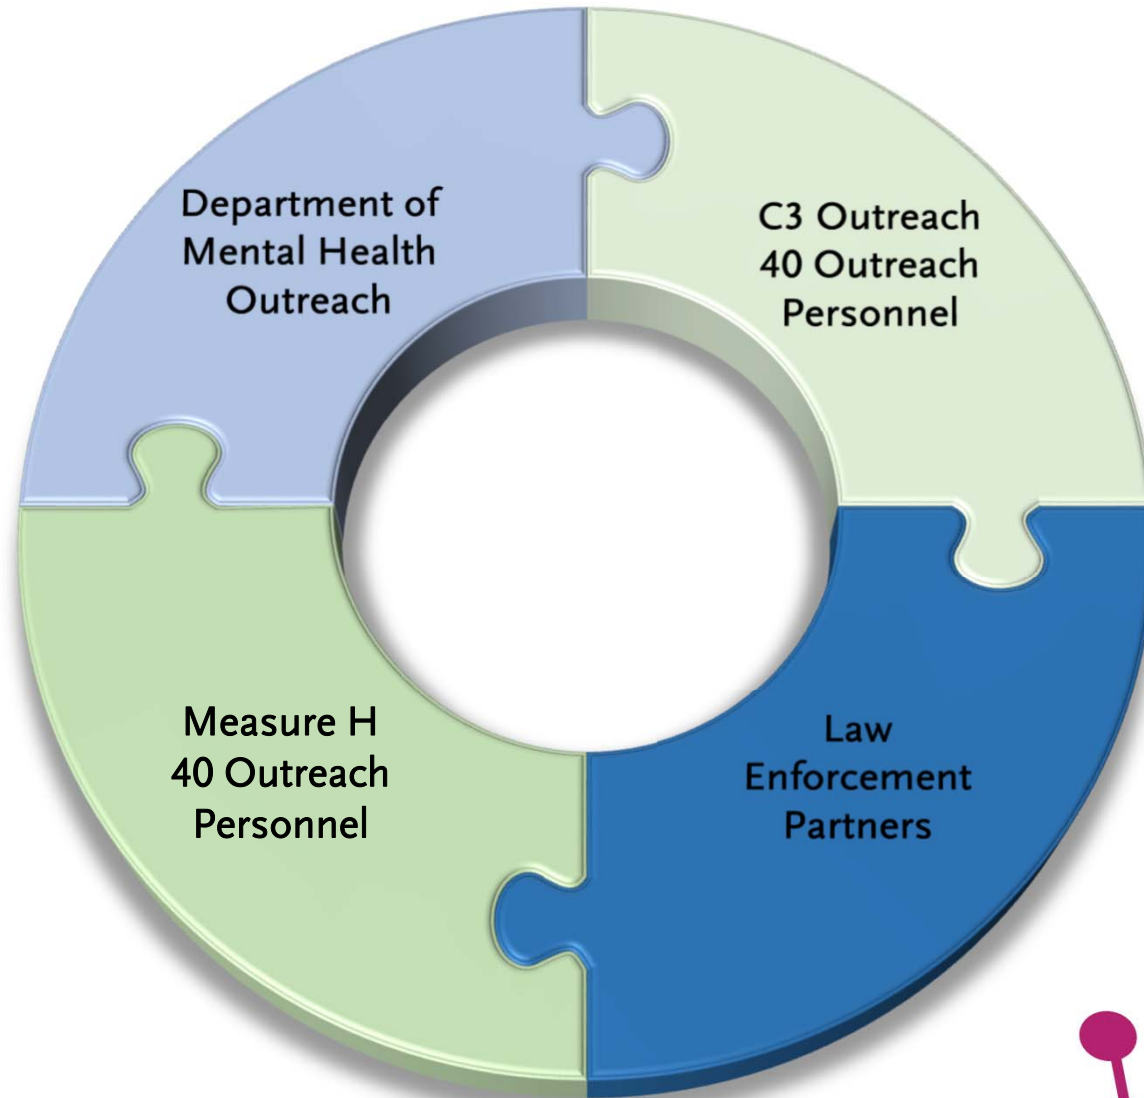 Department of
Mental Health
Outreach
C3 Outreach
40 Outreach
Personnel
Measure H
40 Outreach
Personnel
Law
Enforcement
Partners